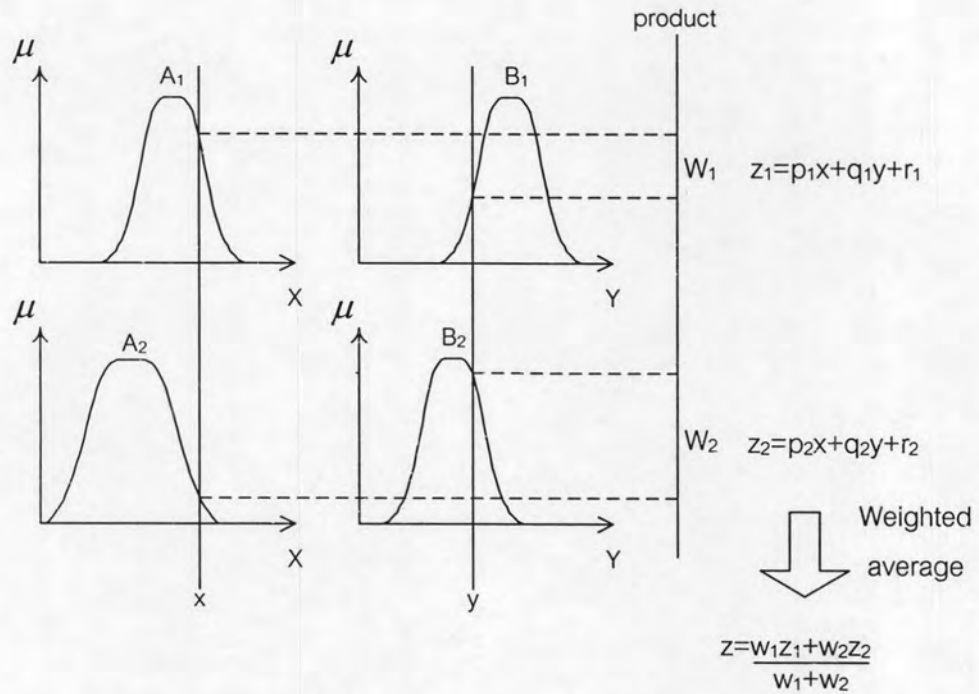 product
μ
A₁
μ
B₁
W₁ z₁=p₁x+q₁y+r₁
X
Y
μ
A₂
μ
B₂
W₂ z₂=p₂x+q₂y+r₂
X
Y
Weighted
average
x
y
z=w₁z₁+w₂z₂
w₁+w₂